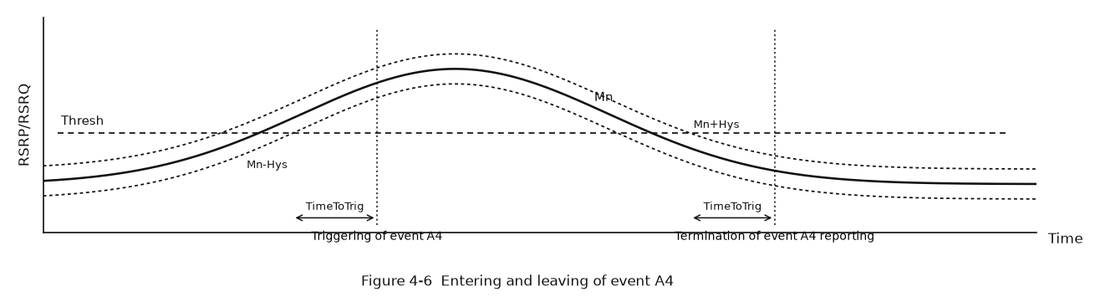 RSRP/RSRQ
Thresh
Mn
Mn+Hys
Mn-Hys
TimeToTrig
TimeToTrig
Triggering of event A4
Termination of event A4 reporting
Time
Figure 4-6 Entering and leaving of event A4